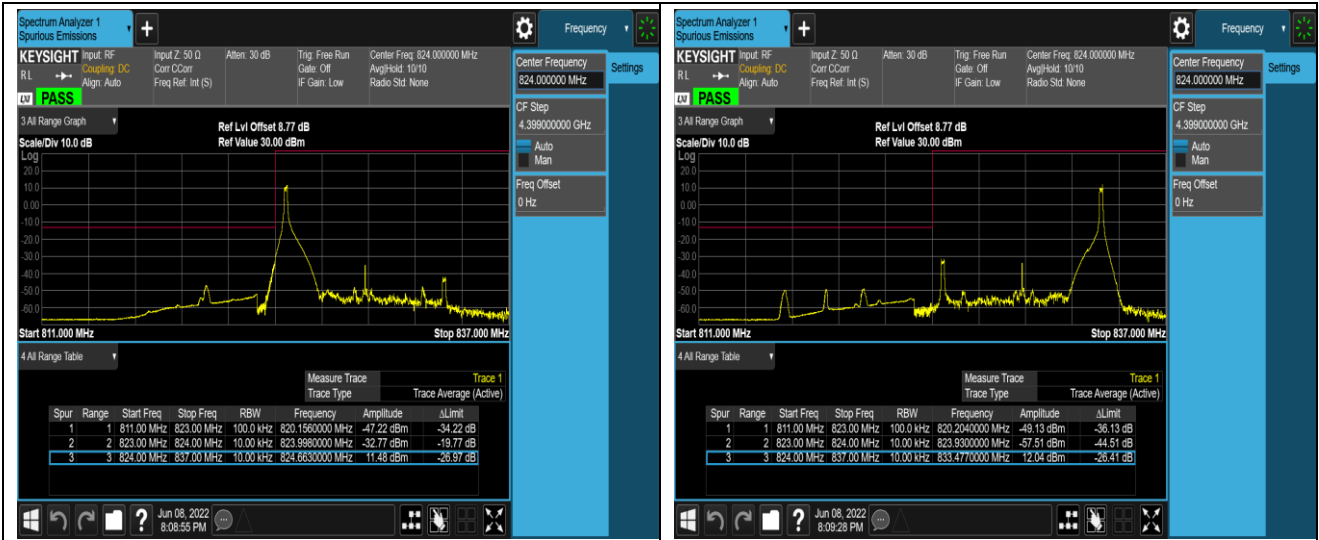 Spectrum Analyzer 1
Spurious Emissions
+
Frequency
KEYSIGHT Input: RF Input Z: 50 Ω Atten: 30 dB Trig: Free Run Center Freq: 824.000000 MHz
Coupling: DC Corr CCorr Gate: Off Avg|Hold: 10/10
RL Align: Auto Freq Ref: Int (S) IF Gain: Low Radio Std: None
LXI PASS
Center Frequency
824.000000 MHz
Settings
CF Step
4.399000000 GHz
Auto
Man
Freq Offset
0 Hz
3 All Range Graph
Ref Lvl Offset 8.77 dB
Scale/Div 10.0 dB Ref Value 30.00 dBm
Log
20.0
10.0
0.00
-10.0
-20.0
-30.0
-40.0
-50.0
-60.0
Start 811.000 MHz Stop 837.000 MHz
4 All Range Table
Measure Trace Trace 1
Trace Type Trace Average (Active)
Spur Range Start Freq Stop Freq RBW Frequency Amplitude ΔLimit
1 1 811.00 MHz 823.00 MHz 100.0 kHz 820.1560000 MHz -47.22 dBm -34.22 dB
2 2 823.00 MHz 824.00 MHz 10.00 kHz 823.9980000 MHz -32.77 dBm -19.77 dB
3 3 824.00 MHz 837.00 MHz 10.00 kHz 824.6630000 MHz 11.48 dBm -26.97 dB
? Jun 08, 2022
8:08:55 PM
Spectrum Analyzer 1
Spurious Emissions
+
Frequency
KEYSIGHT Input: RF Input Z: 50 Ω Atten: 30 dB Trig: Free Run Center Freq: 824.000000 MHz
Coupling: DC Corr CCorr Gate: Off Avg|Hold: 10/10
RL Align: Auto Freq Ref: Int (S) IF Gain: Low Radio Std: None
LXI PASS
Center Frequency
824.000000 MHz
Settings
CF Step
4.399000000 GHz
Auto
Man
Freq Offset
0 Hz
3 All Range Graph
Ref Lvl Offset 8.77 dB
Scale/Div 10.0 dB Ref Value 30.00 dBm
Log
20.0
10.0
0.00
-10.0
-20.0
-30.0
-40.0
-50.0
-60.0
Start 811.000 MHz Stop 837.000 MHz
4 All Range Table
Measure Trace Trace 1
Trace Type Trace Average (Active)
Spur Range Start Freq Stop Freq RBW Frequency Amplitude ΔLimit
1 1 811.00 MHz 823.00 MHz 100.0 kHz 820.2040000 MHz -49.13 dBm -36.13 dB
2 2 823.00 MHz 824.00 MHz 10.00 kHz 823.9300000 MHz -57.51 dBm -44.51 dB
3 3 824.00 MHz 837.00 MHz 10.00 kHz 833.4770000 MHz 12.04 dBm -26.41 dB
? Jun 08, 2022
8:09:28 PM